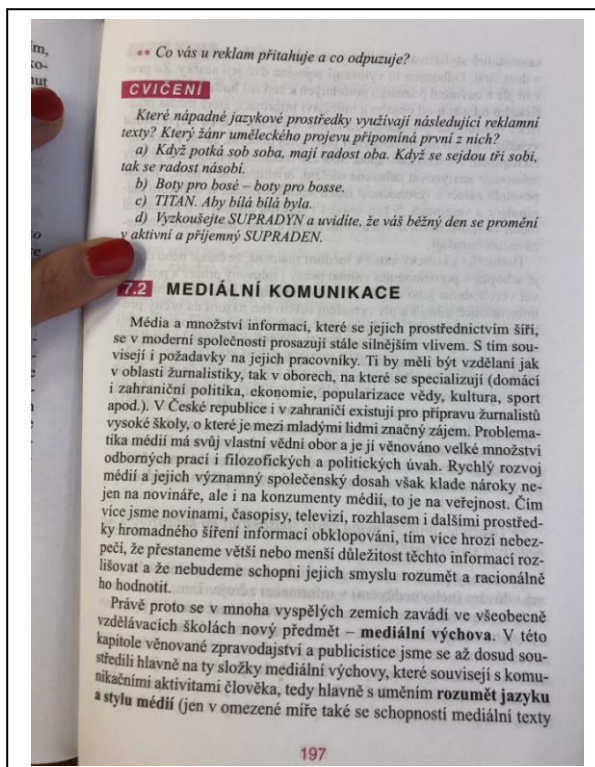 ím,
ko-
nut
●● Co vás u reklam přitahuje a co odpuzuje?
CVIČENÍ
Které nápadné jazykové prostředky využívají následující reklamní
texty? Který žánr uměleckého projevu připomíná první z nich?
a) Když potká sob soba, mají radost oba. Když se sejdou tři sobi,
tak se radost násobí.
b) Boty pro bosé – boty pro bosse.
c) TITAN. Aby bílá bílá byla.
d) Vyzkoušejte SUPRADYN a uvidíte, že váš běžný den se promění
v aktivní a příjemný SUPRADEN.
7.2 MEDIÁLNÍ KOMUNIKACE
Média a množství informací, které se jejich prostřednictvím šíří,
se v moderní společnosti prosazují stále silnějším vlivem. S tím sou-
visejí i požadavky na jejich pracovníky. Ti by měli být vzděláni jak
v oblasti žurnalistiky, tak v oborech, na které se specializují (domácí
i zahraniční politika, ekonomie, popularizace vědy, kultura, sport
apod.). V České republice i v zahraničí existují pro přípravu žurnalistů
vysoké školy, o které je mezi mladými lidmi značný zájem. Problema-
tika médií má svůj vlastní vědní obor a je jí věnováno velké množství
odborných prací i filozofických a politických úvah. Rychlý rozvoj
médií a jejich významný společenský dosah však klade nároky ne-
jen na novináře, ale i na konzumenty médií, to je na veřejnost. Čím
více jsme novinami, časopisy, televizí, rozhlasem i dalšími prostřed-
ky hromadného šíření informací obklopováni, tím více hrozí nebez-
pečí, že přestaneme větší nebo menší důležitost těchto informací roz-
lišovat a že nebudeme schopni jejich smyslu rozumět a racionálně
ho hodnotit.
Právě proto se v mnoha vyspělých zemích zavádí ve všeobecně
vzdělávacích školách nový předmět – mediální výchova. V této
kapitole věnované zpravodajství a publicistice jsme se až dosud sou-
středili hlavně na ty složky mediální výchovy, které souvisejí s komu-
nikačními aktivitami člověka, tedy hlavně s uměním rozumět jazyku
a stylu médií (jen v omezené míře také se schopností mediální texty
197